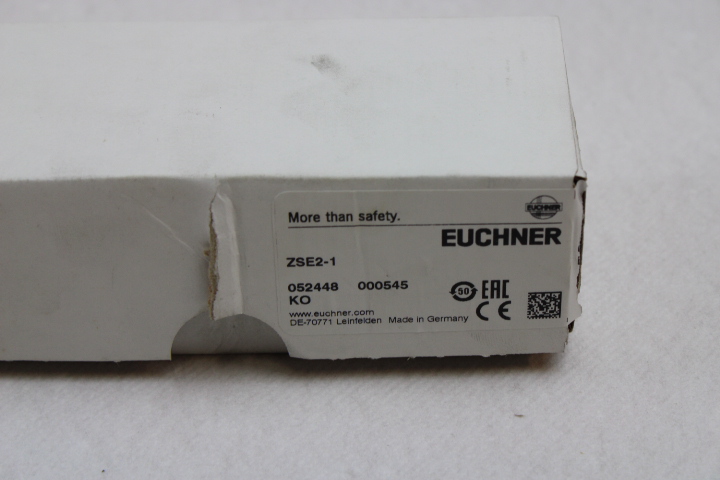 More than safety.
EUCHNER
EUCHNER
ZSE2-1
052448 000545
KO
50 EAC
www.euchner.com
CE
DE-70771 Leinfelden Made in Germany